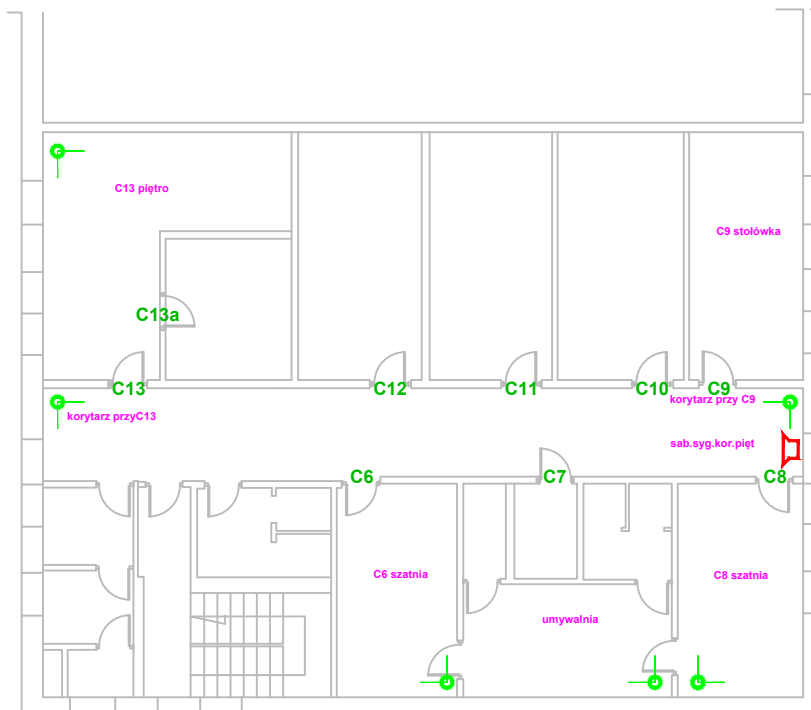 C13 piętro
C9 stołówka
C13a
C13
C12
C11
C10
C9
korytarz przy C9
korytarz przyC13
sab.syg.kor.pięt
C6
C7
C8
C6 szatnia
C8 szatnia
umywalnia